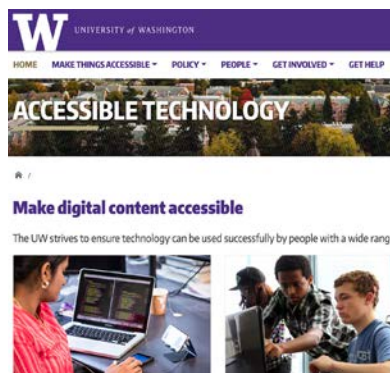 W UNIVERSITY of WASHINGTON
HOME MAKE THINGS ACCESSIBLE POLICY PEOPLE GET INVOLVED GET HELP
ACCESSIBLE TECHNOLOGY
/
Make digital content accessible
The UW strives to ensure technology can be used successfully by people with a wide rang